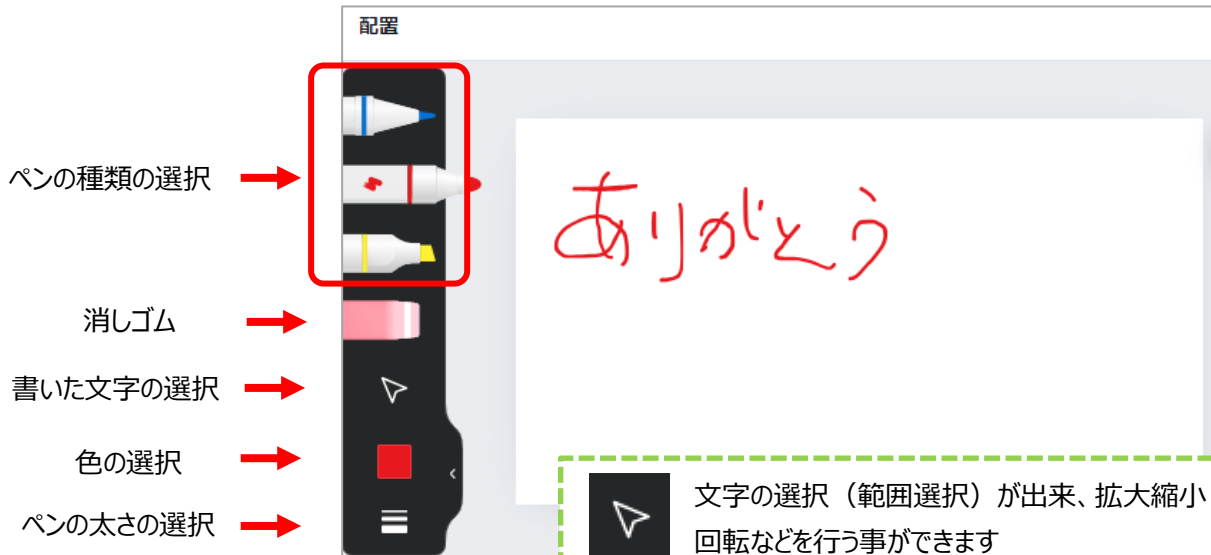 配置
ペンの種類の選択
ありがとう
消しゴム
書いた文字の選択
色の選択
ペンの太さの選択
文字の選択（範囲選択）が出来、拡大縮小
回転などを行う事ができます